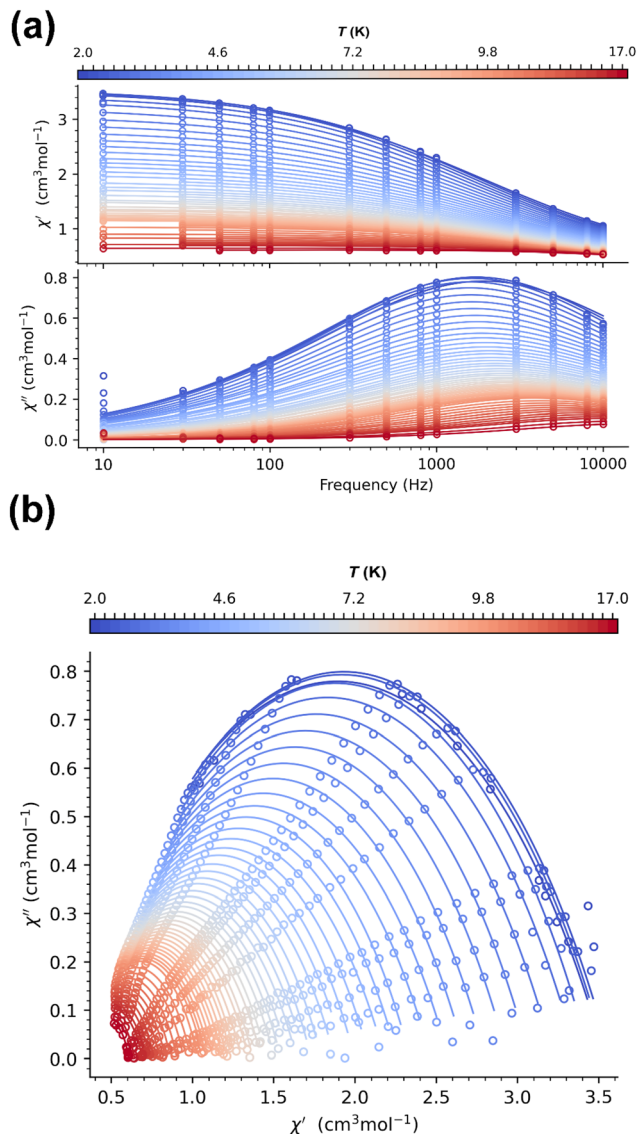 (a)
T (K)
2.0 4.6 7.2 9.8 17.0
3
2
1
χ′ (cm³mol⁻¹)
0.8
0.6
0.4
0.2
0.0
χ″ (cm³mol⁻¹)
10 100 1000 10000
Frequency (Hz)
(b)
T (K)
2.0 4.6 7.2 9.8 17.0
0.8
0.7
0.6
0.5
0.4
0.3
0.2
0.1
0.0
χ″ (cm³mol⁻¹)
0.5 1.0 1.5 2.0 2.5 3.0 3.5
χ′ (cm³mol⁻¹)